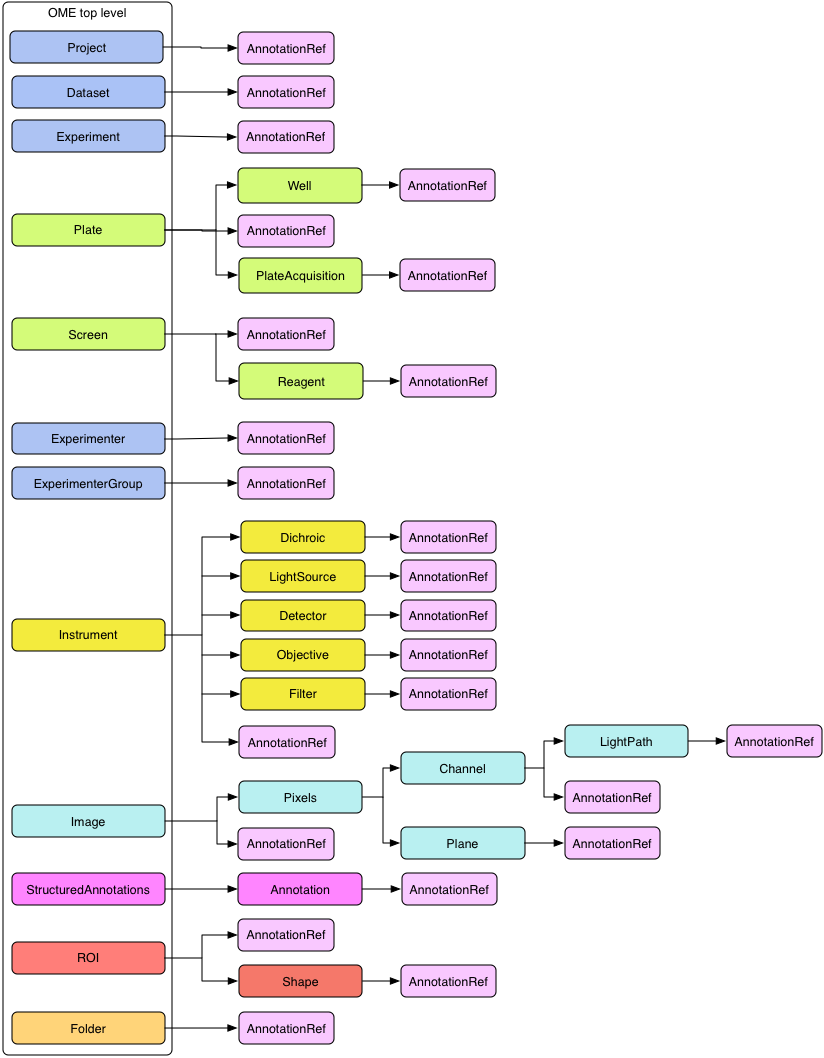 OME top level
Project
AnnotationRef
Dataset
AnnotationRef
Experiment
AnnotationRef
Well
AnnotationRef
Plate
AnnotationRef
PlateAcquisition
AnnotationRef
Screen
AnnotationRef
Reagent
AnnotationRef
Experimenter
AnnotationRef
ExperimenterGroup
AnnotationRef
Dichroic
AnnotationRef
LightSource
AnnotationRef
Detector
AnnotationRef
Instrument
Objective
AnnotationRef
Filter
AnnotationRef
AnnotationRef
LightPath
AnnotationRef
Channel
Pixels
AnnotationRef
Image
AnnotationRef
Plane
AnnotationRef
StructuredAnnotations
Annotation
AnnotationRef
AnnotationRef
ROI
Shape
AnnotationRef
Folder
AnnotationRef